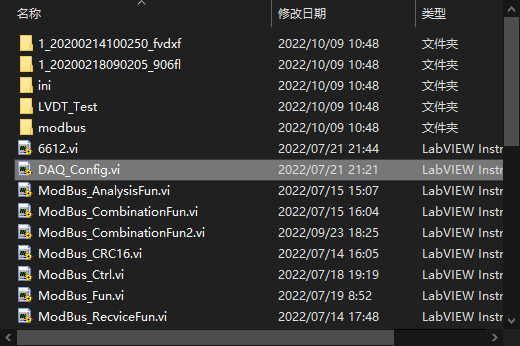 名称 修改日期 类型
1_20200214100250_fvdxf 2022/10/09 10:48 文件夹
1_20200218090205_906fl 2022/10/09 10:48 文件夹
ini 2022/10/09 10:48 文件夹
LVDT_Test 2022/10/09 10:48 文件夹
modbus 2022/10/09 10:48 文件夹
6612.vi 2022/07/21 21:44 LabVIEW Instr
DAQ_Config.vi 2022/07/21 21:21 LabVIEW Instr
ModBus_AnalysisFun.vi 2022/07/15 15:07 LabVIEW Instr
ModBus_CombinationFun.vi 2022/07/15 16:04 LabVIEW Instr
ModBus_CombinationFun2.vi 2022/09/23 18:25 LabVIEW Instr
ModBus_CRC16.vi 2022/07/14 16:05 LabVIEW Instr
ModBus_Ctrl.vi 2022/07/18 19:19 LabVIEW Instr
ModBus_Fun.vi 2022/07/19 8:52 LabVIEW Instr
ModBus_RecviceFun.vi 2022/07/14 17:48 LabVIEW Instr